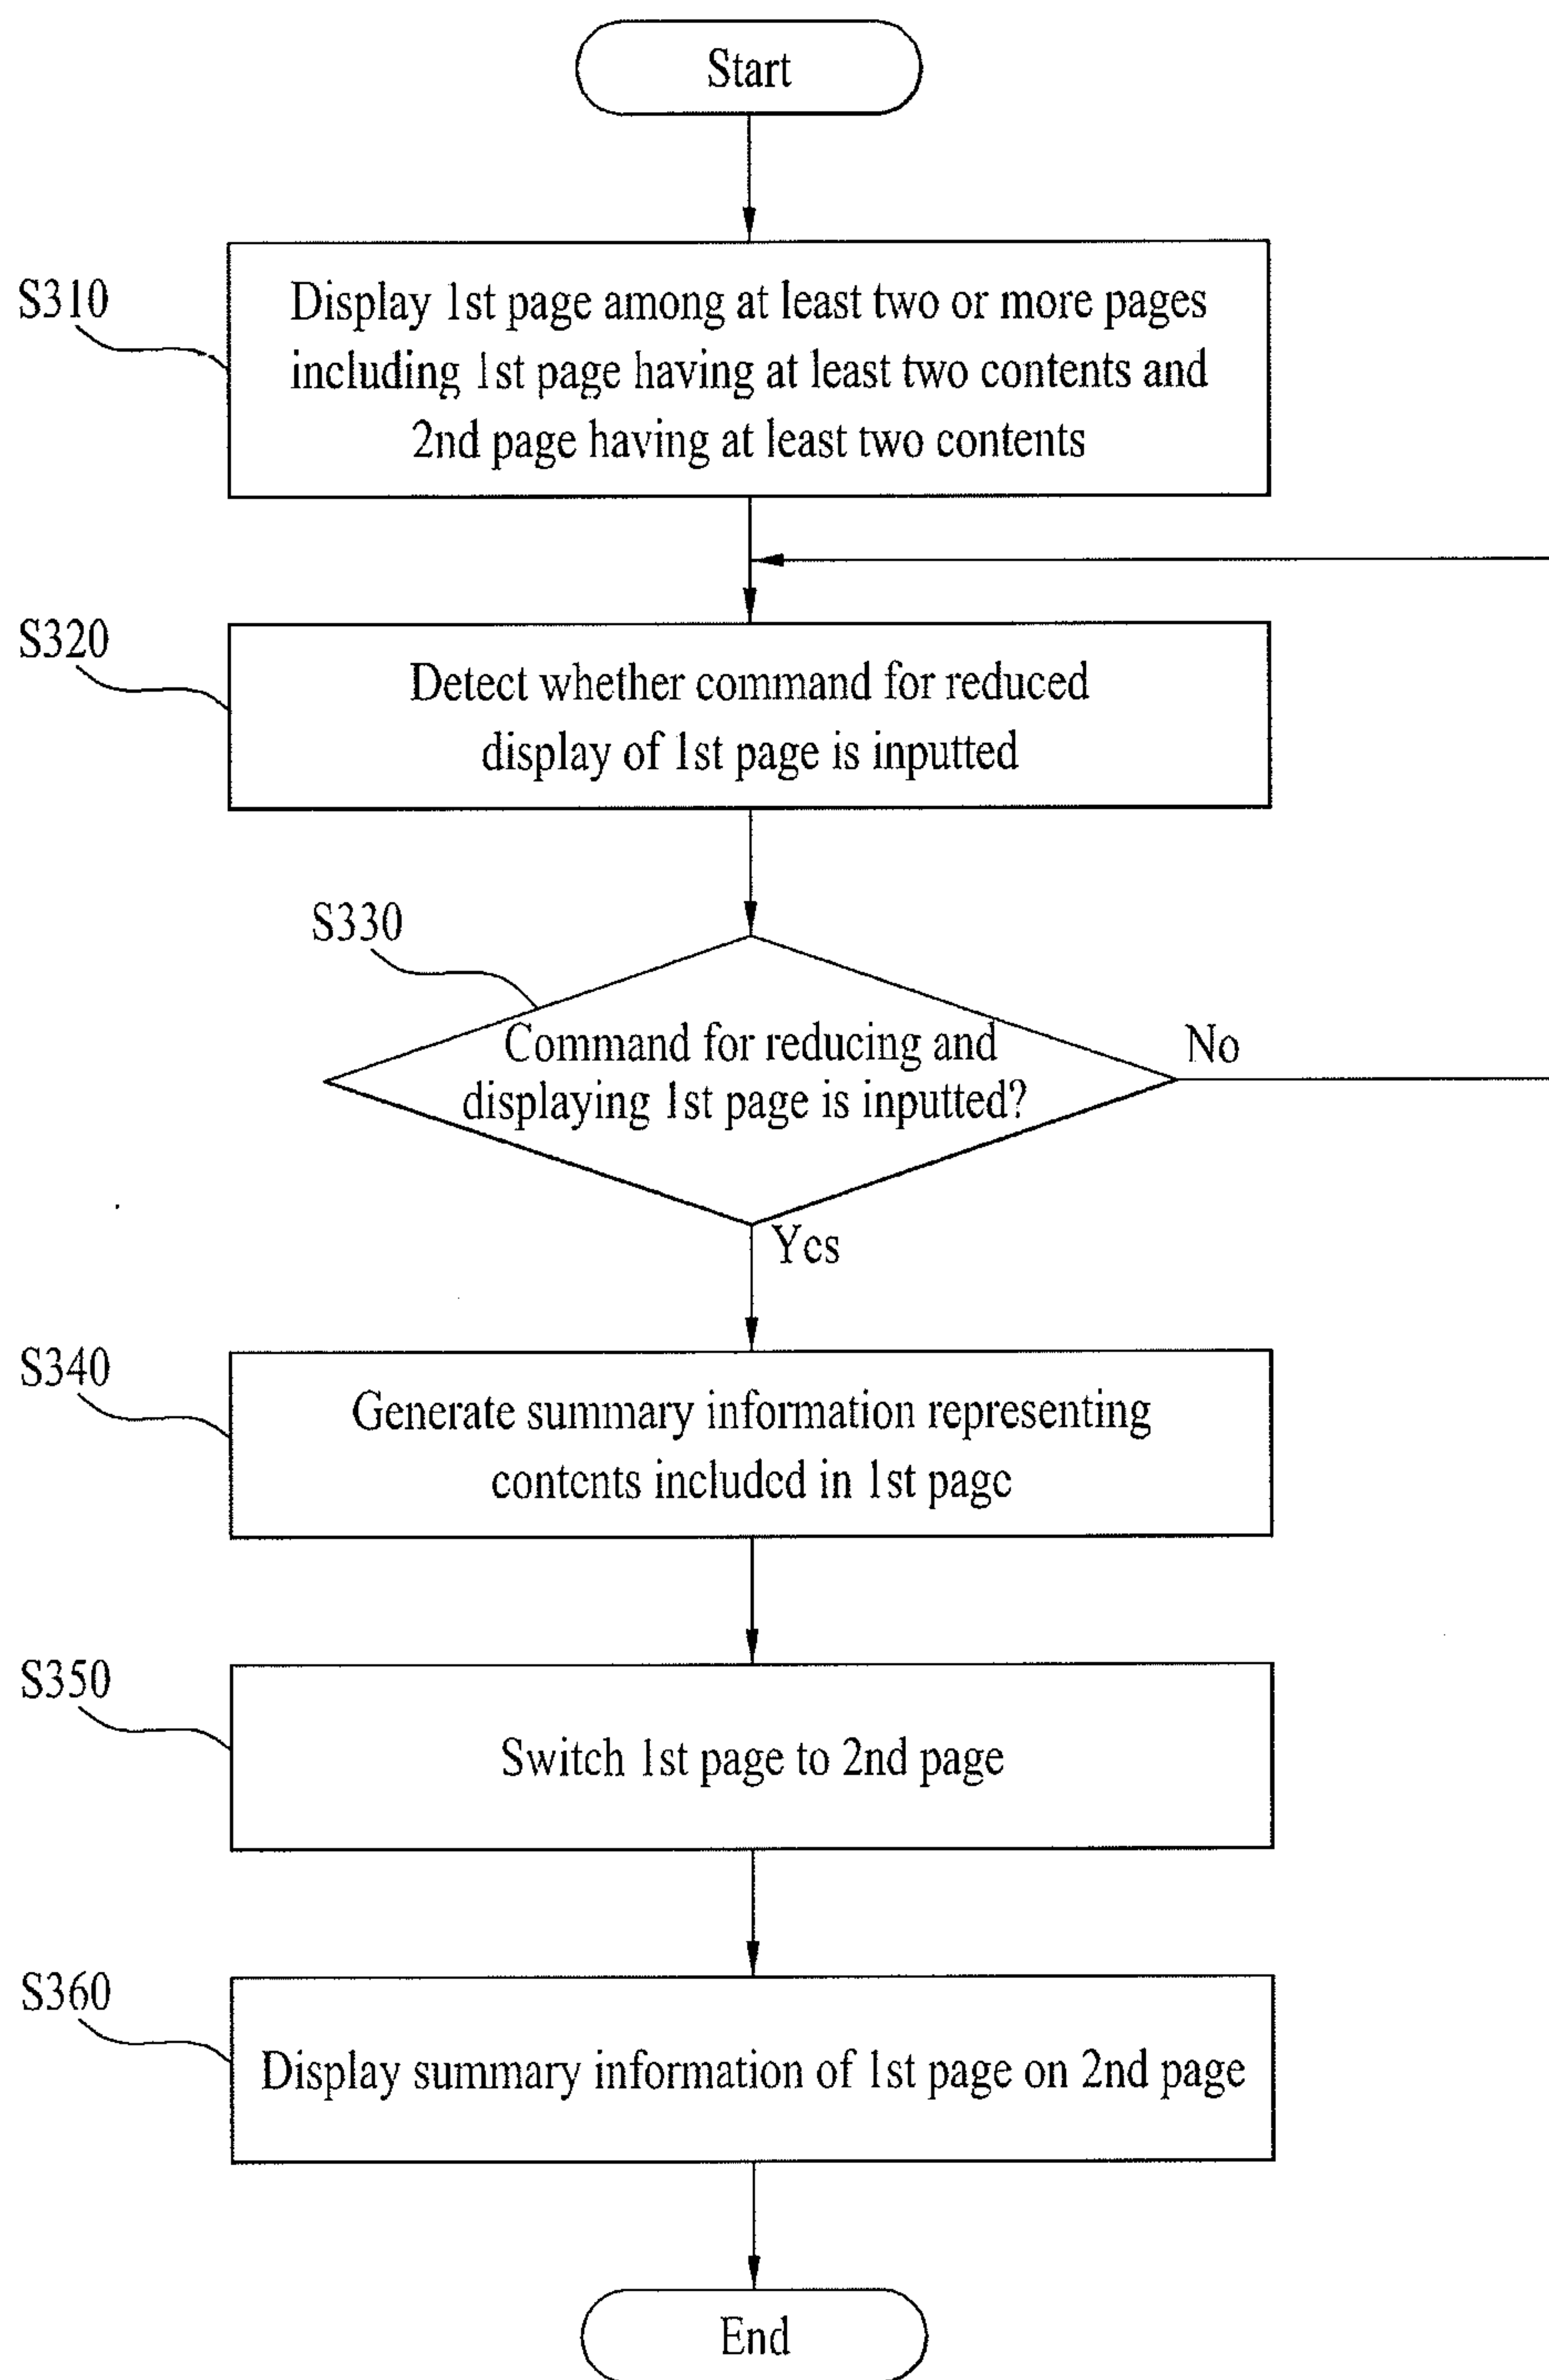 Start
S310
Display 1st page among at least two or more pages
including 1st page having at least two contents and
2nd page having at least two contents
S320
Detect whether command for reduced
display of 1st page is inputted
S330
Command for reducing and
displaying 1st page is inputted?
No
Yes
S340
Generate summary information representing
contents included in 1st page
S350
Switch 1st page to 2nd page
S360
Display summary information of 1st page on 2nd page
End